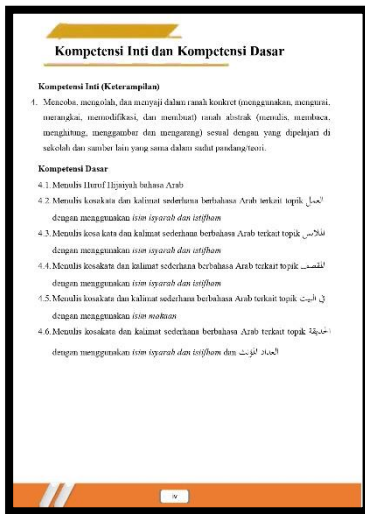 Kompetensi Inti dan Kompetensi Dasar
Kompetensi Inti (Keterampilan)
4. Mencoba, mengolah, dan menyaji dalam ranah konkret (menggunakan, mengurai,
merangkai, memodifikasi, dan membuat) ranah abstrak (menulis, membaca,
menghitung, menggambar dan mengarang) sesuai dengan yang dipelajari di
sekolah dan sumber lain yang sama dalam sudut pandang/teori.
Kompetensi Dasar
4.1. Menulis Huruf Hijaiyah bahasa Arab
4.2. Menulis kosakata dan kalimat sederhana berbahasa Arab terkait topik العمل
dengan menggunakan isim isyarah dan istifham
4.3. Menulis kosa kata dan kalimat sederhana berbahasa Arab terkait topik الملابس
dengan menggunakan isim isyarah dan istifham
4.4. Menulis kosakata dan kalimat sederhana berbahasa Arab terkait topik المقصف
dengan menggunakan isim isyarah dan istifham
4.5. Menulis kosakata dan kalimat sederhana berbahasa Arab terkait topik في البيت
dengan menggunakan isim makaan
4.6. Menulis kosakata dan kalimat sederhana berbahasa Arab terkait topik الحديقة
dengan menggunakan isim isyarah dan istifham dan العداد المؤنث
iv